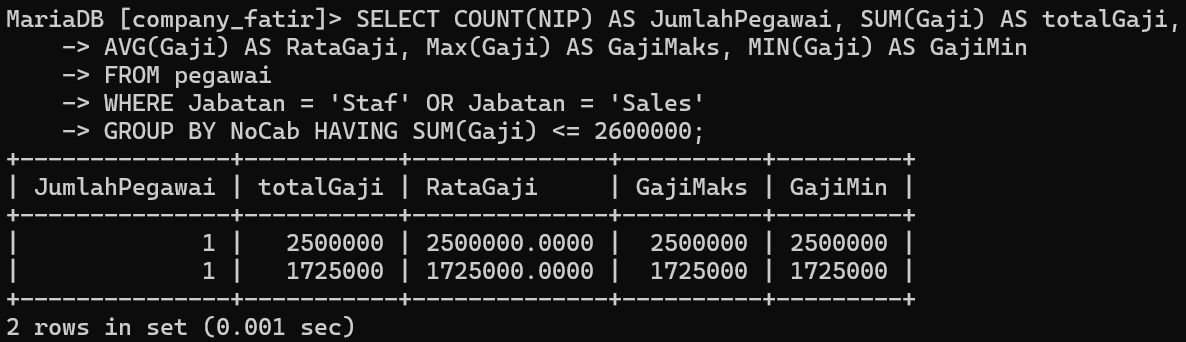 MariaDB [company_fatir]> SELECT COUNT(NIP) AS JumlahPegawai, SUM(Gaji) AS totalGaji,
    -> AVG(Gaji) AS RataGaji, Max(Gaji) AS GajiMaks, MIN(Gaji) AS GajiMin
    -> FROM pegawai
    -> WHERE Jabatan = 'Staf' OR Jabatan = 'Sales'
    -> GROUP BY NoCab HAVING SUM(Gaji) <= 2600000;
+---------------+-----------+--------------+----------+---------+
| JumlahPegawai | totalGaji | RataGaji     | GajiMaks | GajiMin |
+---------------+-----------+--------------+----------+---------+
|             1 |   2500000 | 2500000.0000 |  2500000 | 2500000 |
|             1 |   1725000 | 1725000.0000 |  1725000 | 1725000 |
+---------------+-----------+--------------+----------+---------+
2 rows in set (0.001 sec)